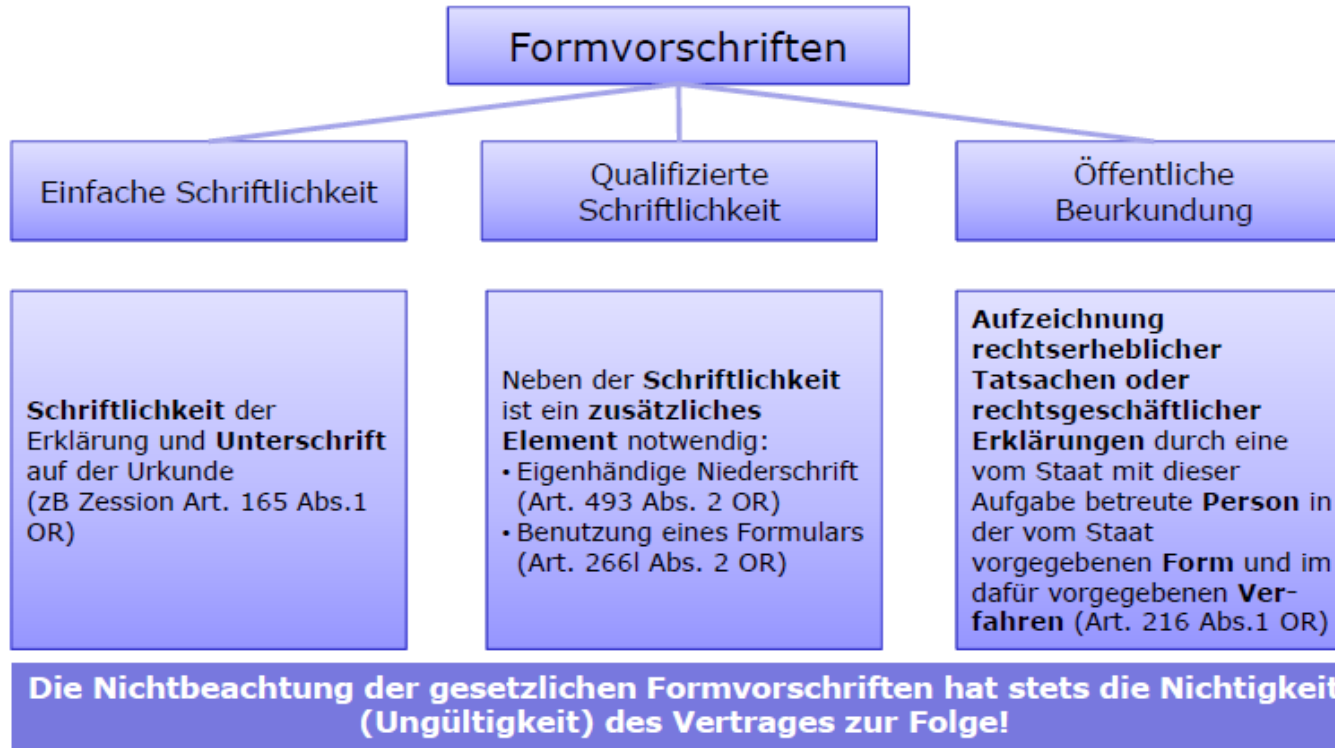 Formvorschriften
Einfache Schriftlichkeit
Qualifizierte
Schriftlichkeit
Öffentliche
Beurkundung
Schriftlichkeit der
Erklärung und Unterschrift
auf der Urkunde
(zB Zession Art. 165 Abs.1
OR)
Neben der Schriftlichkeit
ist ein zusätzliches
Element notwendig:
• Eigenhändige Niederschrift
(Art. 493 Abs. 2 OR)
• Benutzung eines Formulars
(Art. 266l Abs. 2 OR)
Aufzeichnung
rechtserheblicher
Tatsachen oder
rechtsgeschäftlicher
Erklärungen durch eine
vom Staat mit dieser
Aufgabe betreute Person in
der vom Staat
vorgegebenen Form und im
dafür vorgegebenen Ver-
fahren (Art. 216 Abs.1 OR)
Die Nichtbeachtung der gesetzlichen Formvorschriften hat stets die Nichtigkeit
(Ungültigkeit) des Vertrages zur Folge!